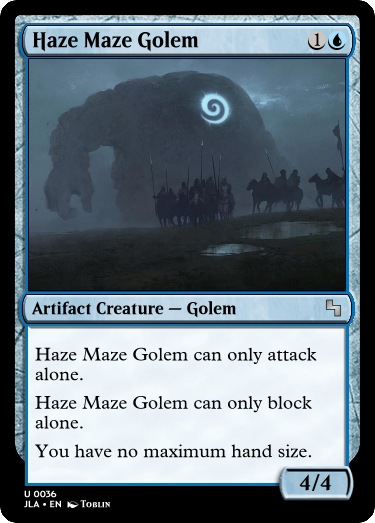 Haze Maze Golem 1
Artifact Creature — Golem
Haze Maze Golem can only attack
alone.
Haze Maze Golem can only block
alone.
You have no maximum hand size.
4/4
U 0036
JLA • EN Toblin